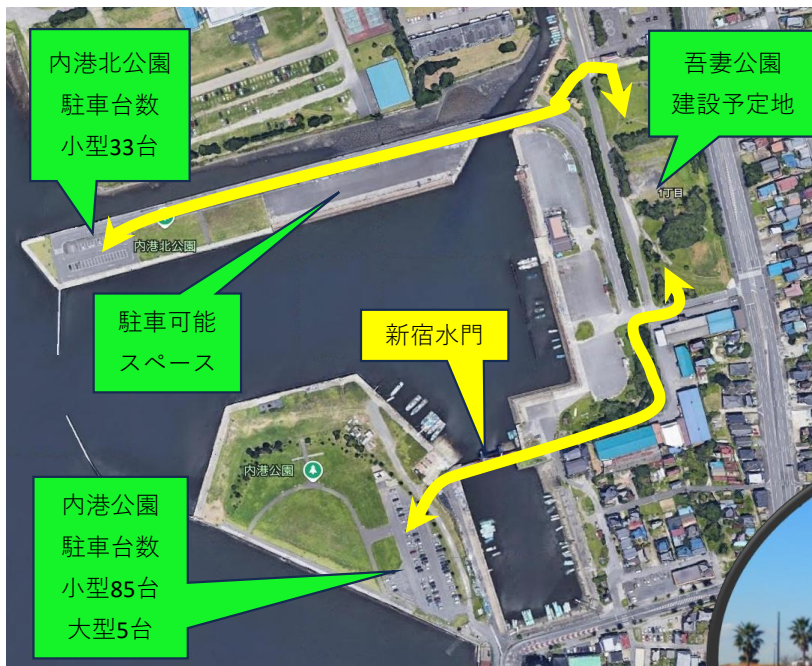 内港北公園
駐車台数
小型33台
吾妻公園
建設予定地
1丁目
内港北公園
駐車可能
スペース
新宿水門
内港公園
内港公園
駐車台数
小型85台
大型5台